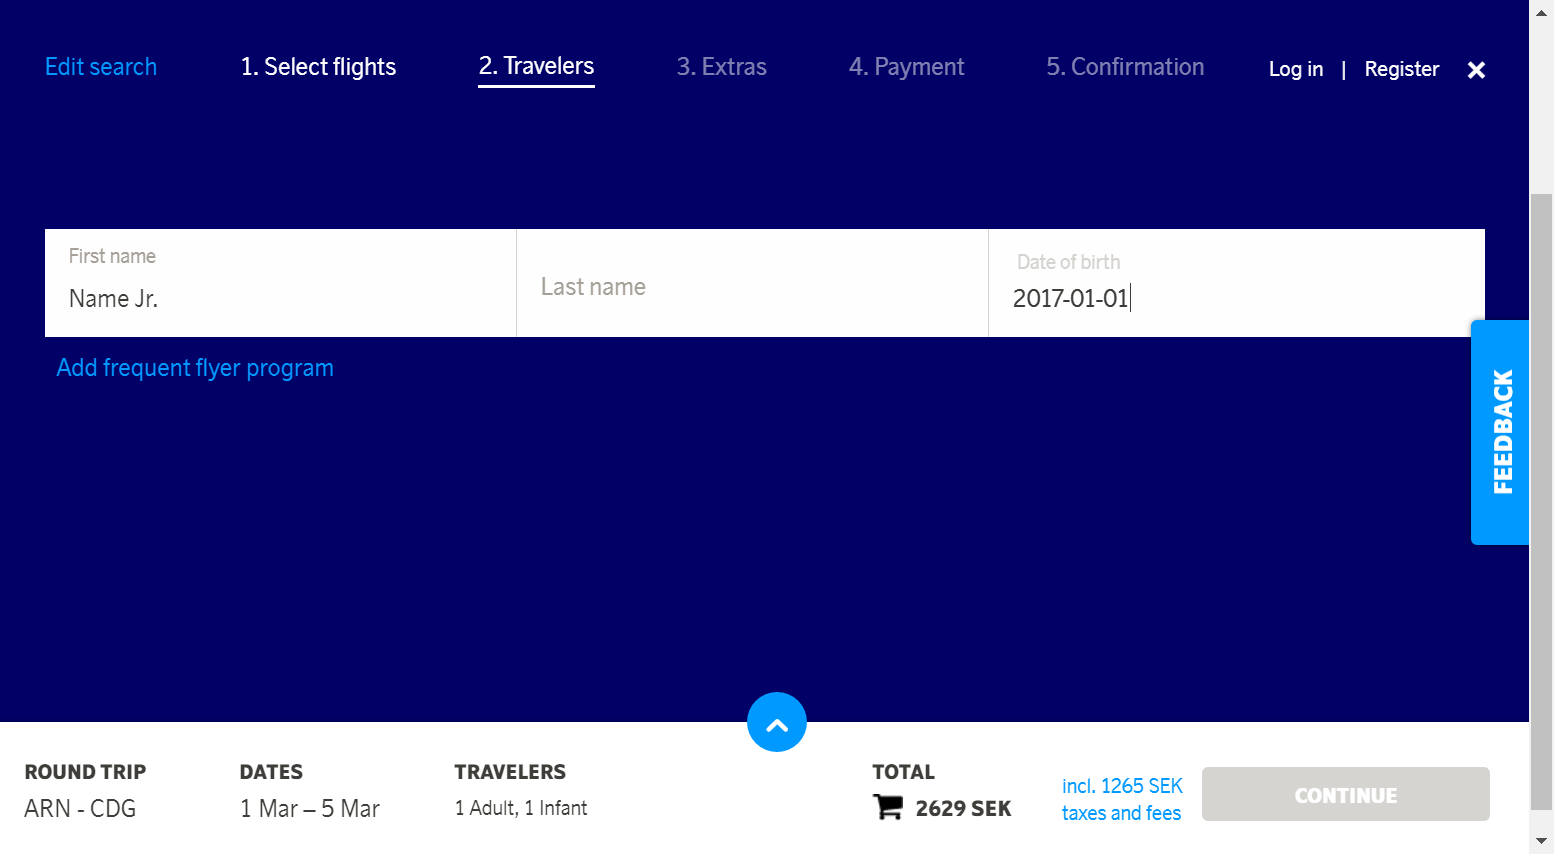 Edit search 1. Select flights 2. Travelers 3. Extras 4. Payment 5. Confirmation Log in | Register
First name
Name Jr.
Last name
Date of birth
2017-01-01
Add frequent flyer program
FEEDBACK
ROUND TRIP
ARN - CDG
DATES
1 Mar – 5 Mar
TRAVELERS
1 Adult, 1 Infant
TOTAL
2629 SEK
incl. 1265 SEK
taxes and fees
CONTINUE